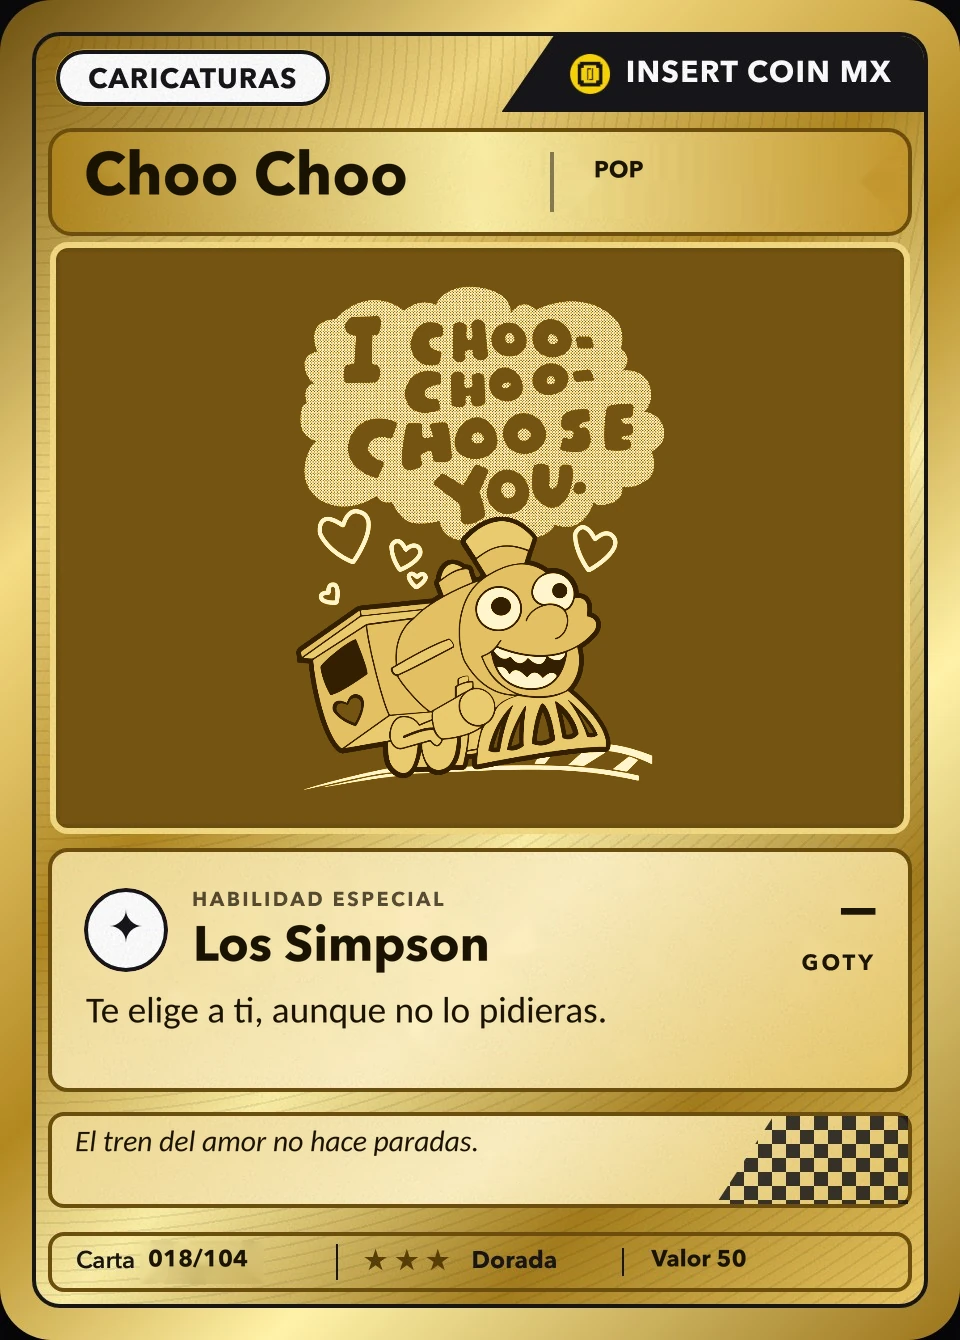 CARICATURAS
INSERT COIN MX
Choo Choo
POP
I CHOO-
CHOO-
CHOOSE
YOU.
HABILIDAD ESPECIAL
Los Simpson
—
GOTY
Te elige a ti, aunque no lo pidieras.
El tren del amor no hace paradas.
Carta 018/104
★★★ Dorada
Valor 50